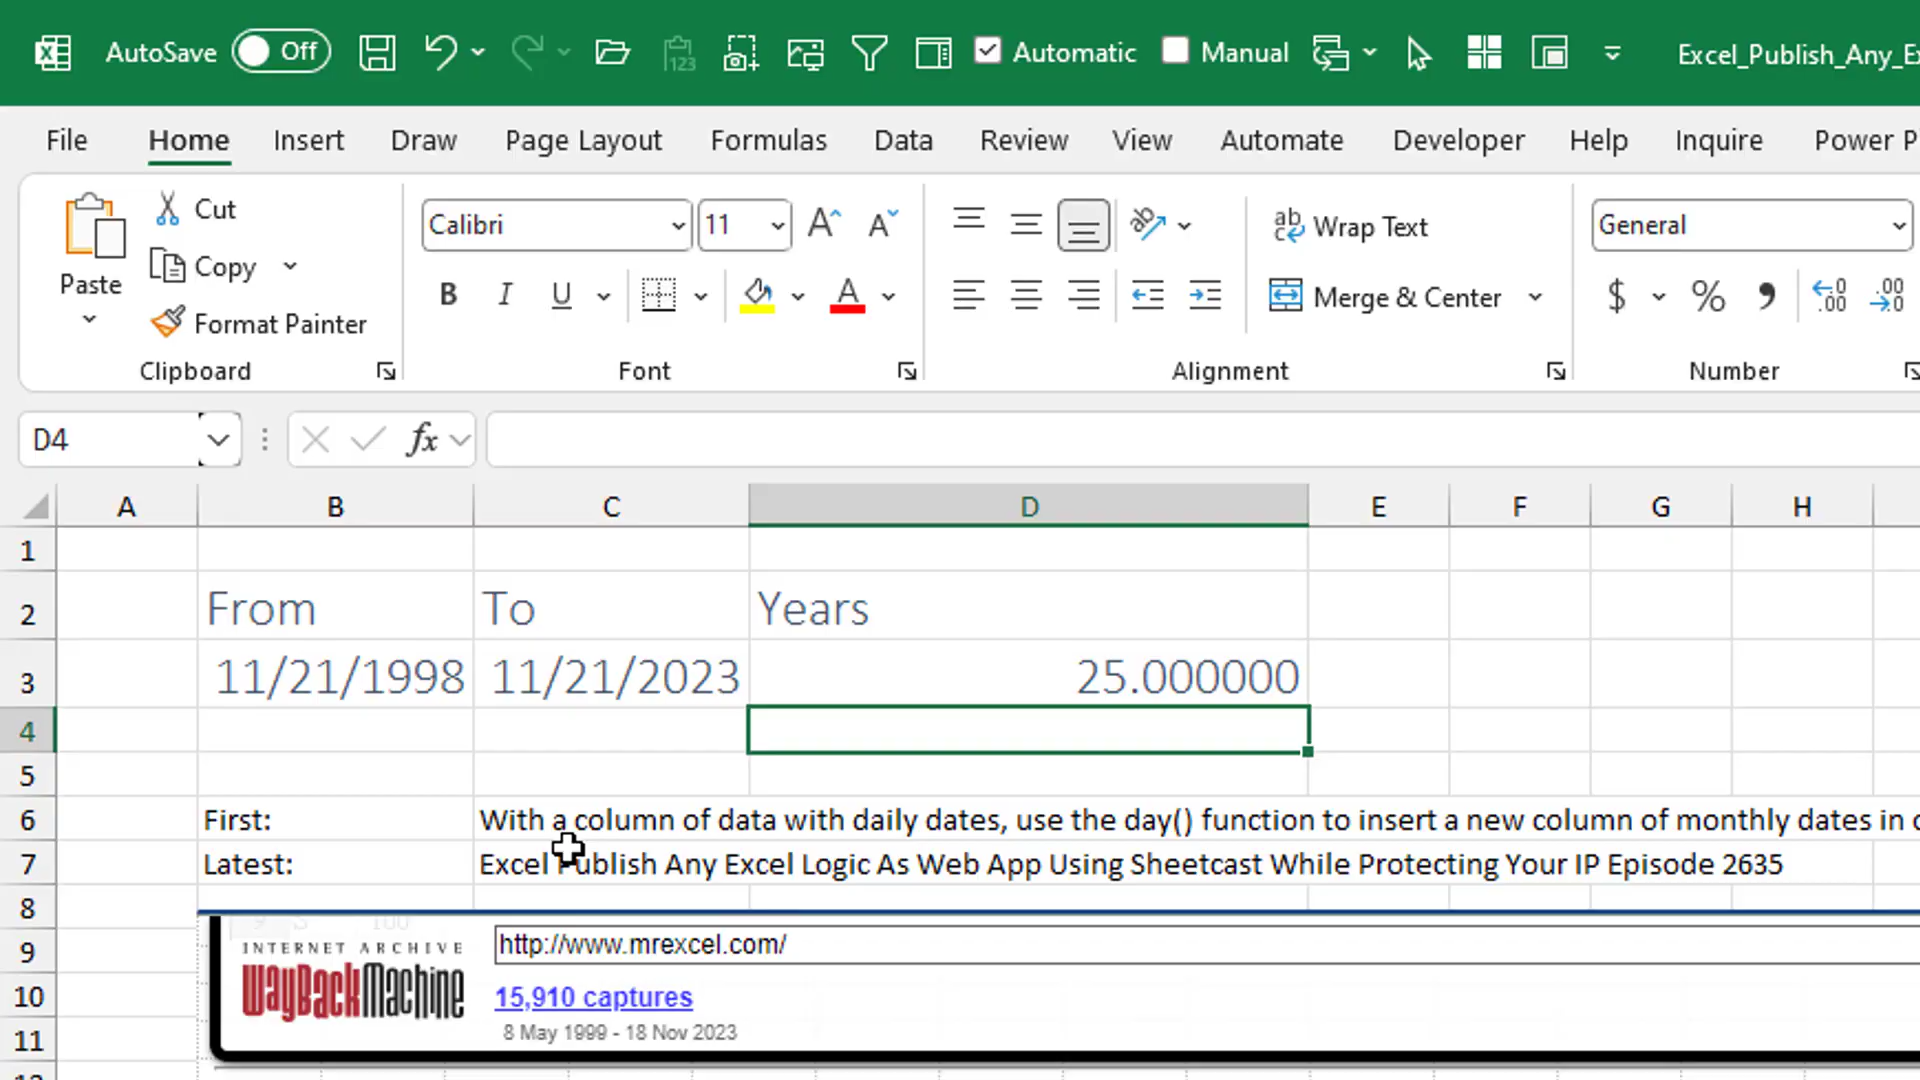 AutoSave Off Automatic Manual Excel_Publish_Any_E
File Home Insert Draw Page Layout Formulas Data Review View Automate Developer Help Inquire Power P
Paste
Cut
Copy
Format Painter
Clipboard
Calibri 11
B I U
Font
Wrap Text
Merge & Center
Alignment
General
$ % ,
Number
D4 fx
A B C D E F G H
1
2 From To Years
3 11/21/1998 11/21/2023 25.000000
4
5
6 First: With a column of data with daily dates, use the day() function to insert a new column of monthly dates in
7 Latest: Excel Publish Any Excel Logic As Web App Using Sheetcast While Protecting Your IP Episode 2635
8
9 INTERNET ARCHIVE http://www.mrexcel.com/
10 WayBackMachine 15,910 captures
11 8 May 1999 - 18 Nov 2023